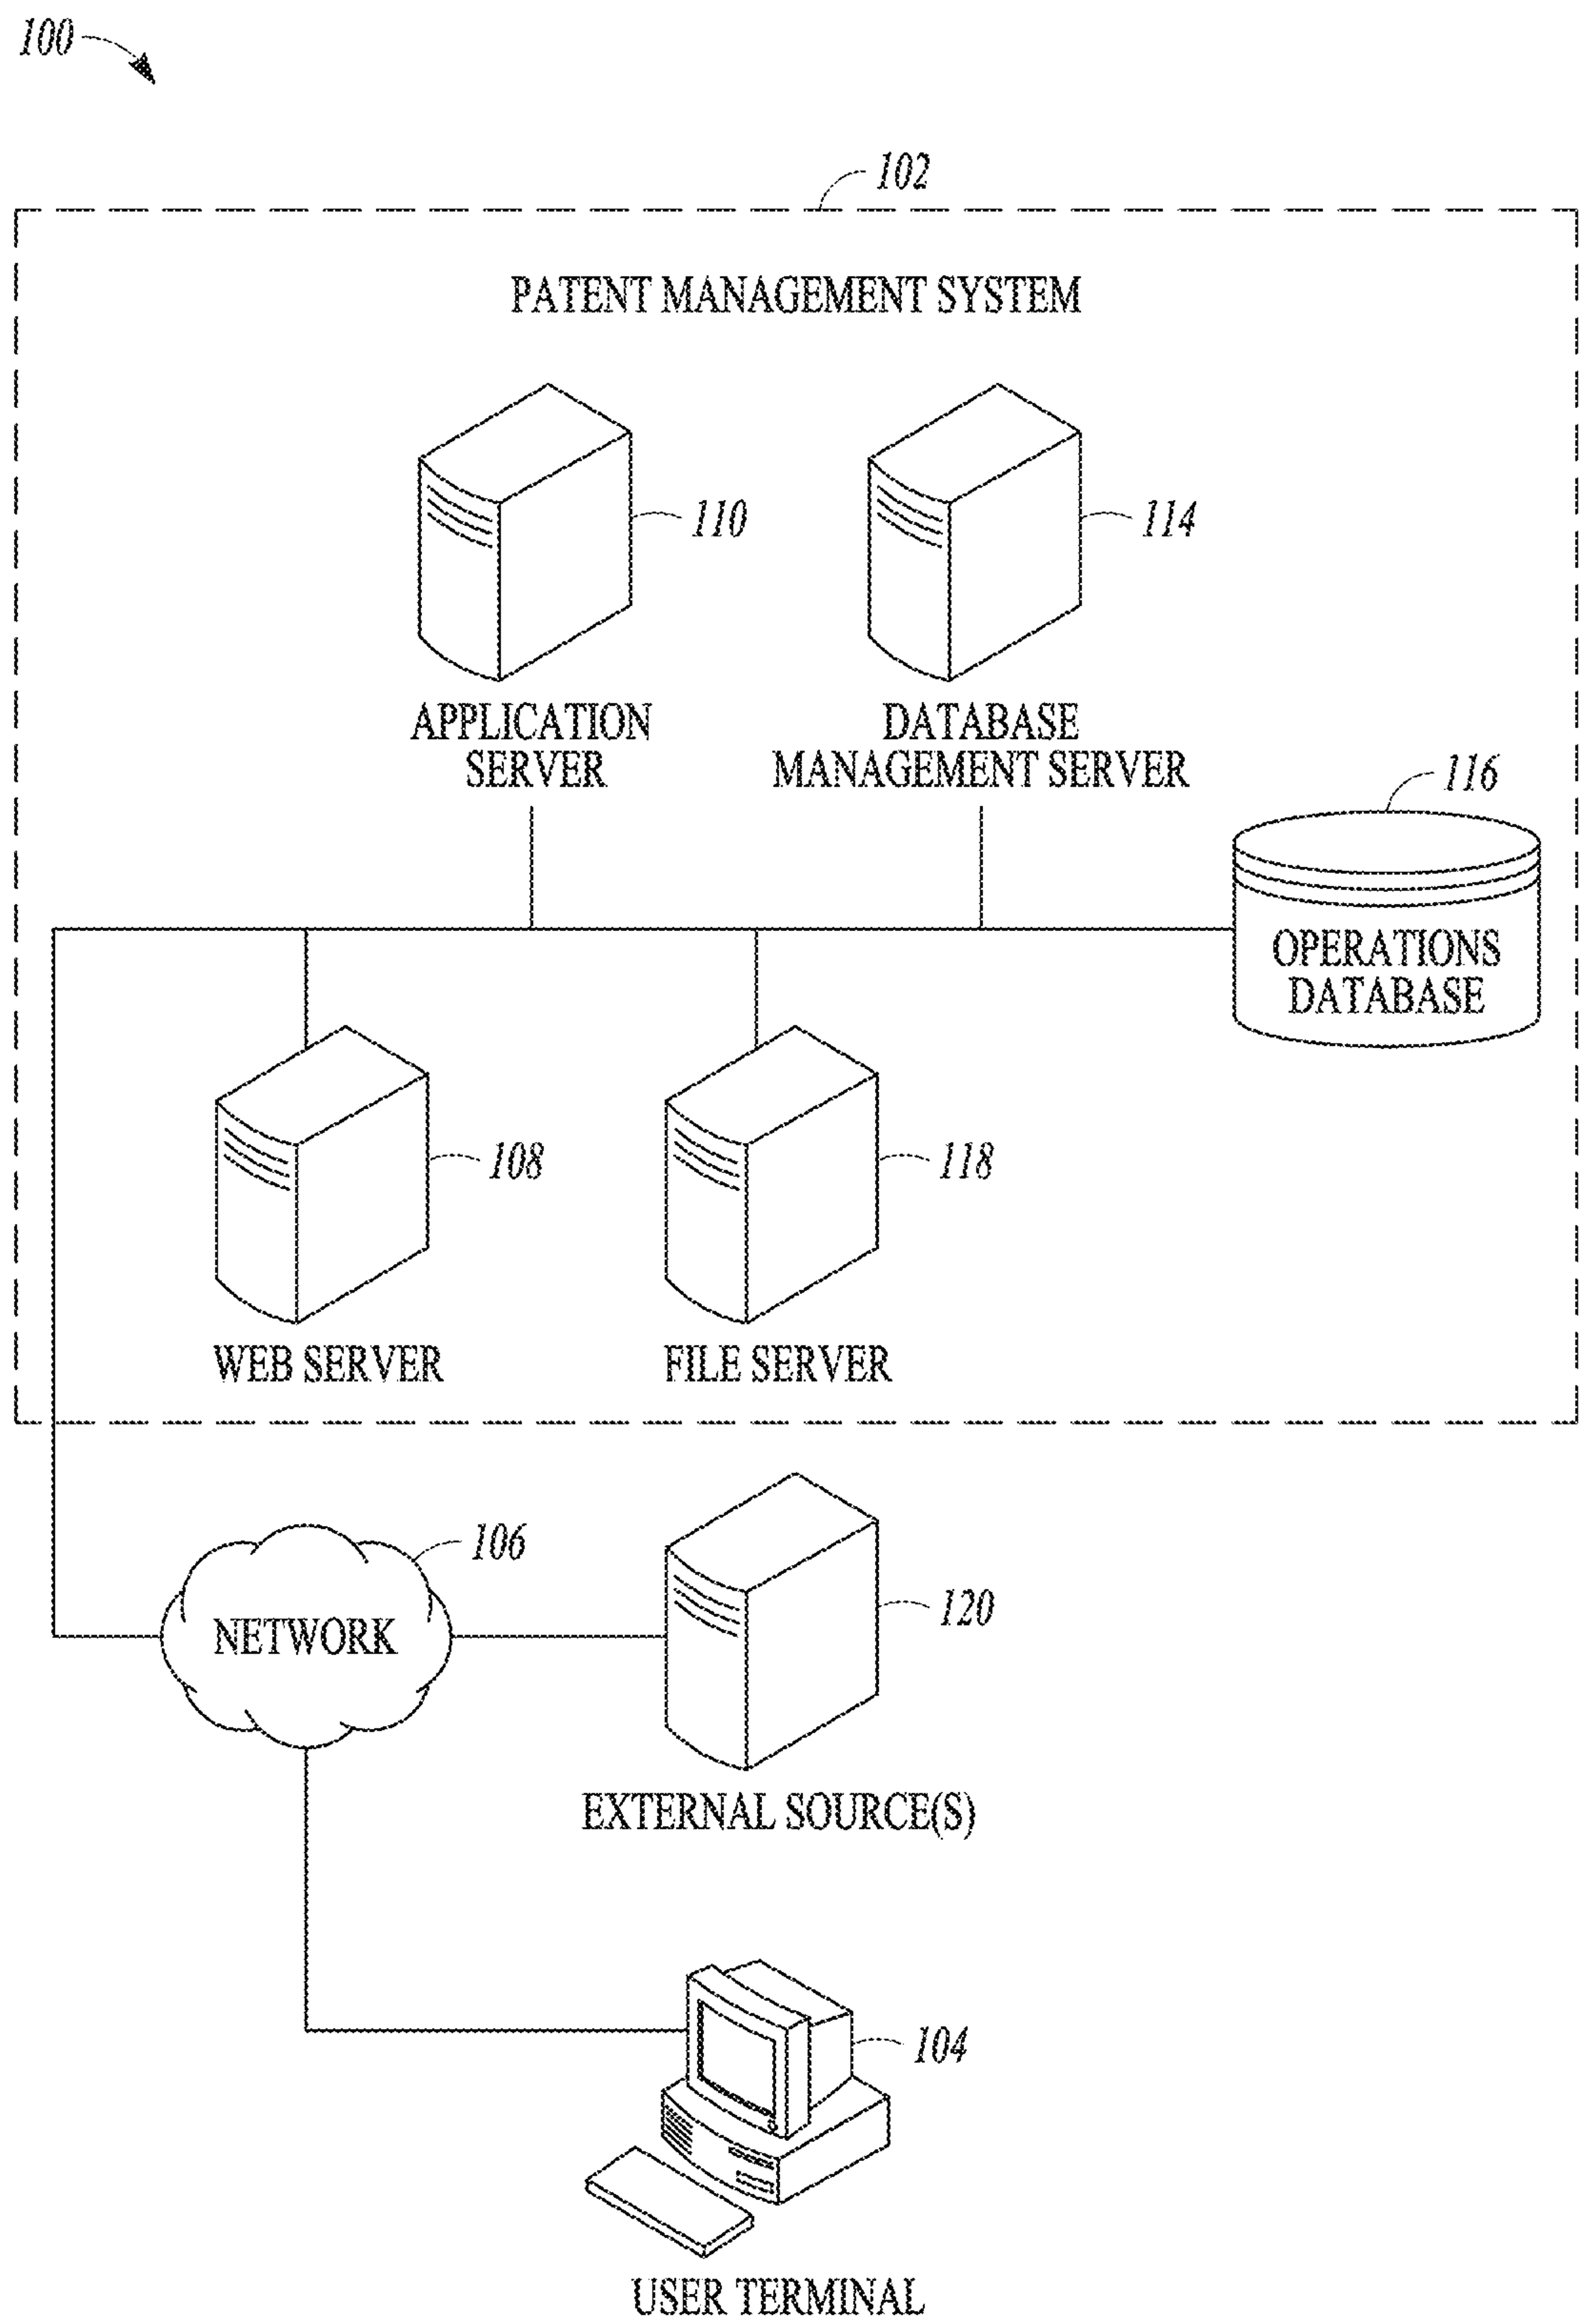 100
102
PATENT MANAGEMENT SYSTEM
110
114
APPLICATION
SERVER
DATABASE
MANAGEMENT SERVER
116
OPERATIONS
DATABASE
108
118
WEB SERVER
FILE SERVER
106
NETWORK
120
EXTERNAL SOURCE(S)
104
USER TERMINAL